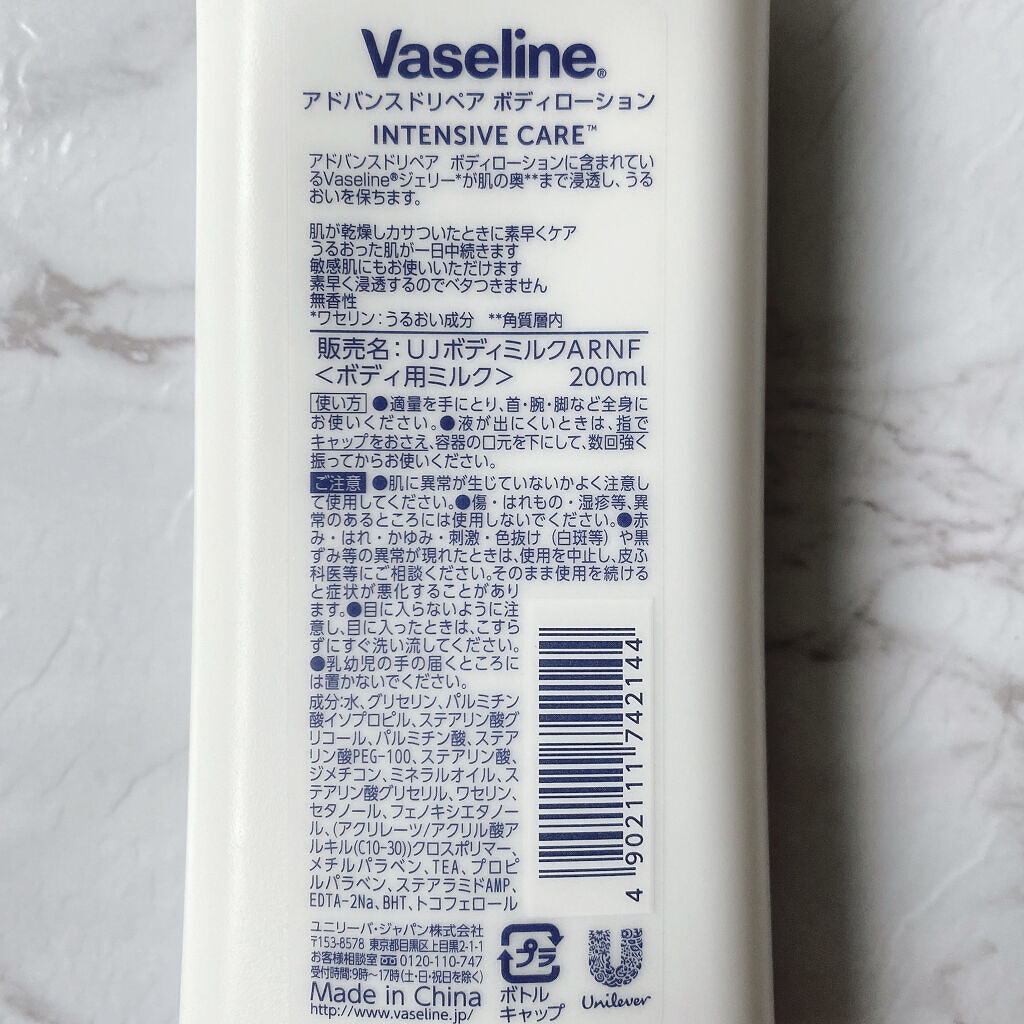 Vaseline®
アドバンスドリペア ボディローション
INTENSIVE CARE™
アドバンスドリペア ボディローションに含まれてい
るVaseline®ジェリー*が肌の奥**まで浸透し、うる
おいを保ちます。
肌が乾燥しカサついたときに素早くケア
うるおった肌が一日中続きます
敏感肌にもお使いいただけます
素早く浸透するのでベタつきません
無香性
*ワセリン：うるおい成分 **角質層内
販売名：UJボディミルクARNF
＜ボディ用ミルク＞ 200ml
使い方 ●適量を手にとり、首・腕・脚など全身に
お使いください。●液が出にくいときは、指で
キャップをおさえ、容器の口元を下にして、数回強く
振ってからお使いください。
ご注意 ●肌に異常が生じていないかよく注意し
て使用してください。●傷・はれもの・湿疹等、異
常のあるところには使用しないでください。●赤
み・はれ・かゆみ・刺激・色抜け（白斑等）や黒
ずみ等の異常が現れたときは、使用を中止し、皮ふ
科医等にご相談ください。そのまま使用を続ける
と症状が悪化することがあり
ます。●目に入らないように注
意し、目に入ったときは、こすら
ずにすぐ洗い流してください。
●乳幼児の手の届くところに
は置かないでください。
成分:水、グリセリン、パルミチン
酸イソプロピル、ステアリン酸グ
リコール、パルミチン酸、ステア
リン酸PEG-100、ステアリン酸、
ジメチコン、ミネラルオイル、ス
テアリン酸グリセリル、ワセリン、
セタノール、フェノキシエタノー
ル、(アクリレーツ/アクリル酸ア
ルキル(C10-30))クロスポリマー、
メチルパラベン、TEA、プロピ
ルパラベン、ステアラミドAMP、
EDTA-2Na、BHT、トコフェロール
4902111742144
ユニリーバ・ジャパン株式会社
〒153-8578 東京都目黒区上目黒2-1-1
お客様相談室 0120-110-747
受付時間:9時～17時(土・日・祝日を除く)
Made in China
http://www.vaseline.jp/
プラ
ボトル
キャップ
Unilever